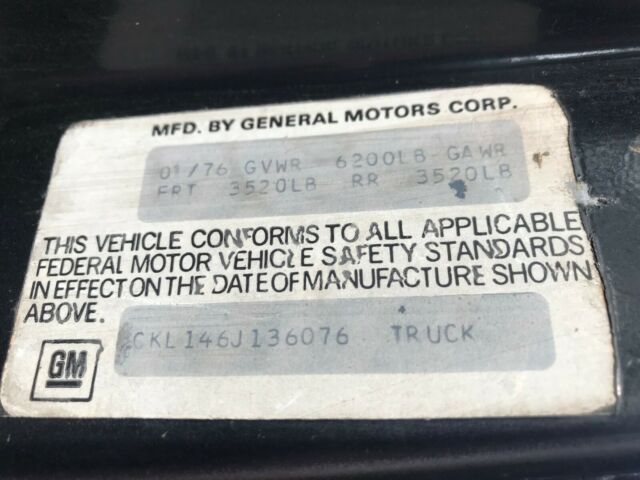 MFD. BY GENERAL MOTORS CORP.
01/76 GVWR 6200LB GAWR
FRT 3520LB RR 3520LB
THIS VEHICLE CONFORMS TO ALL APPLICABLE
FEDERAL MOTOR VEHICLE SAFETY STANDARDS
IN EFFECT ON THE DATE OF MANUFACTURE SHOWN
ABOVE.
CKL146J136076 TRUCK
GM